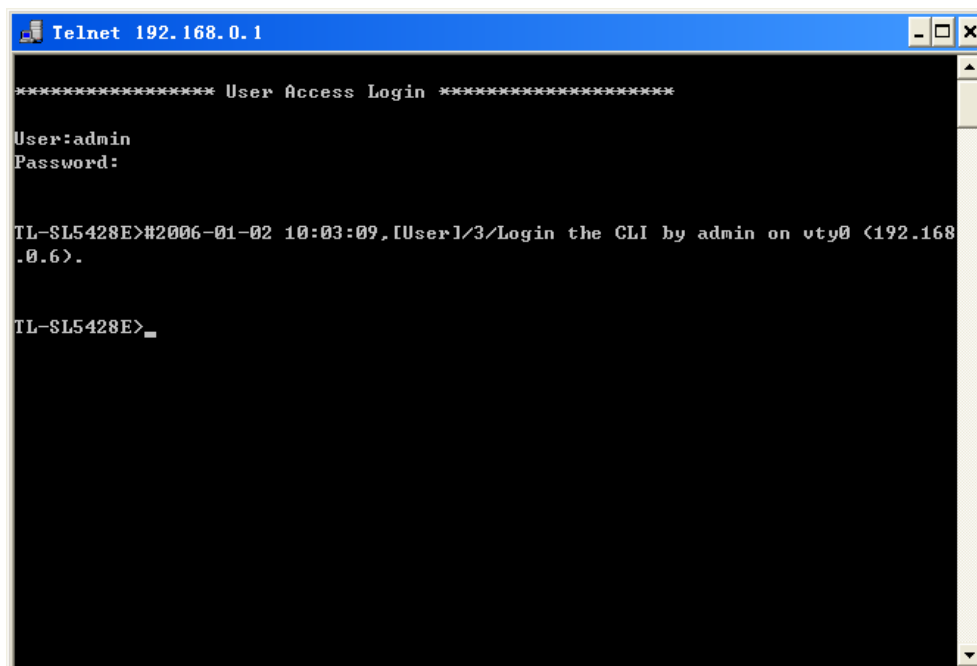 Telnet 192.168.0.1
***************** User Access Login ********************
User:admin
Password:
TL-SL5428E>#2006-01-02 10:03:09,[User]/3/Login the CLI by admin on vty0 (192.168
.0.6).
TL-SL5428E>